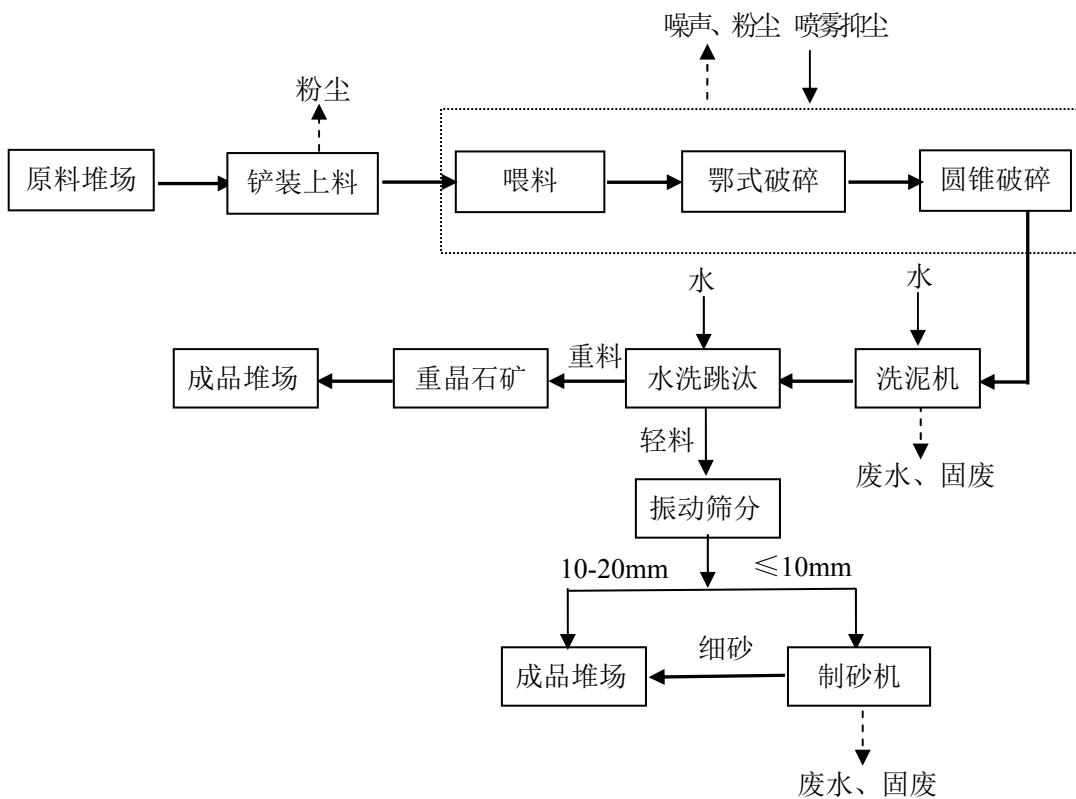 噪声、粉尘 喷雾抑尘
粉尘
原料堆场
铲装上料
喂料
鄂式破碎
圆锥破碎
水
水
成品堆场
重晶石矿
重料
水洗跳汰
洗泥机
轻料
废水、固废
振动筛分
10-20mm
≤10mm
成品堆场
细砂
制砂机
废水、固废